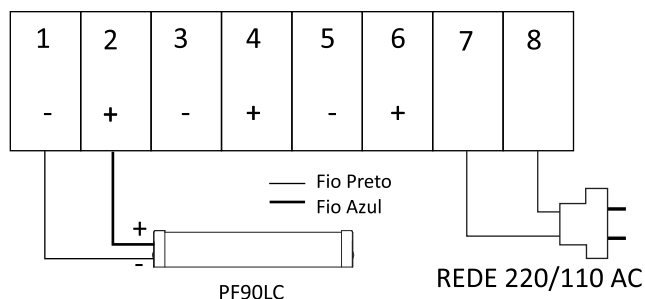 1 2 3 4 5 6 7 8
- + - + - +
Fio Preto
Fio Azul
+
-
PF90LC
REDE 220/110 AC